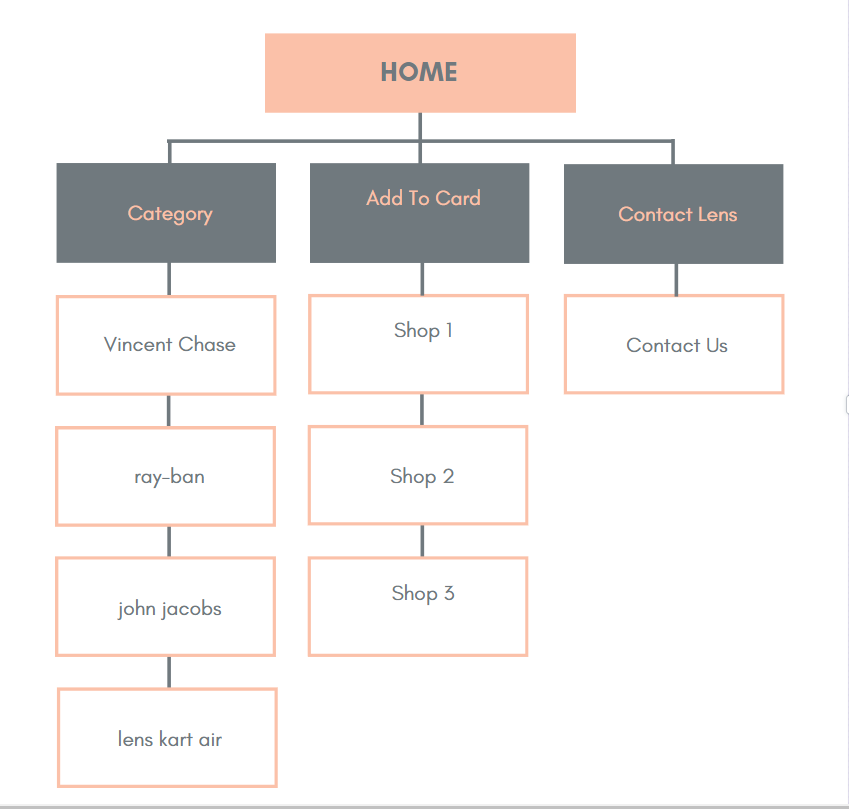 HOME
Category
Add To Card
Contact Lens
Vincent Chase
Shop 1
Contact Us
ray-ban
Shop 2
john jacobs
Shop 3
lens kart air